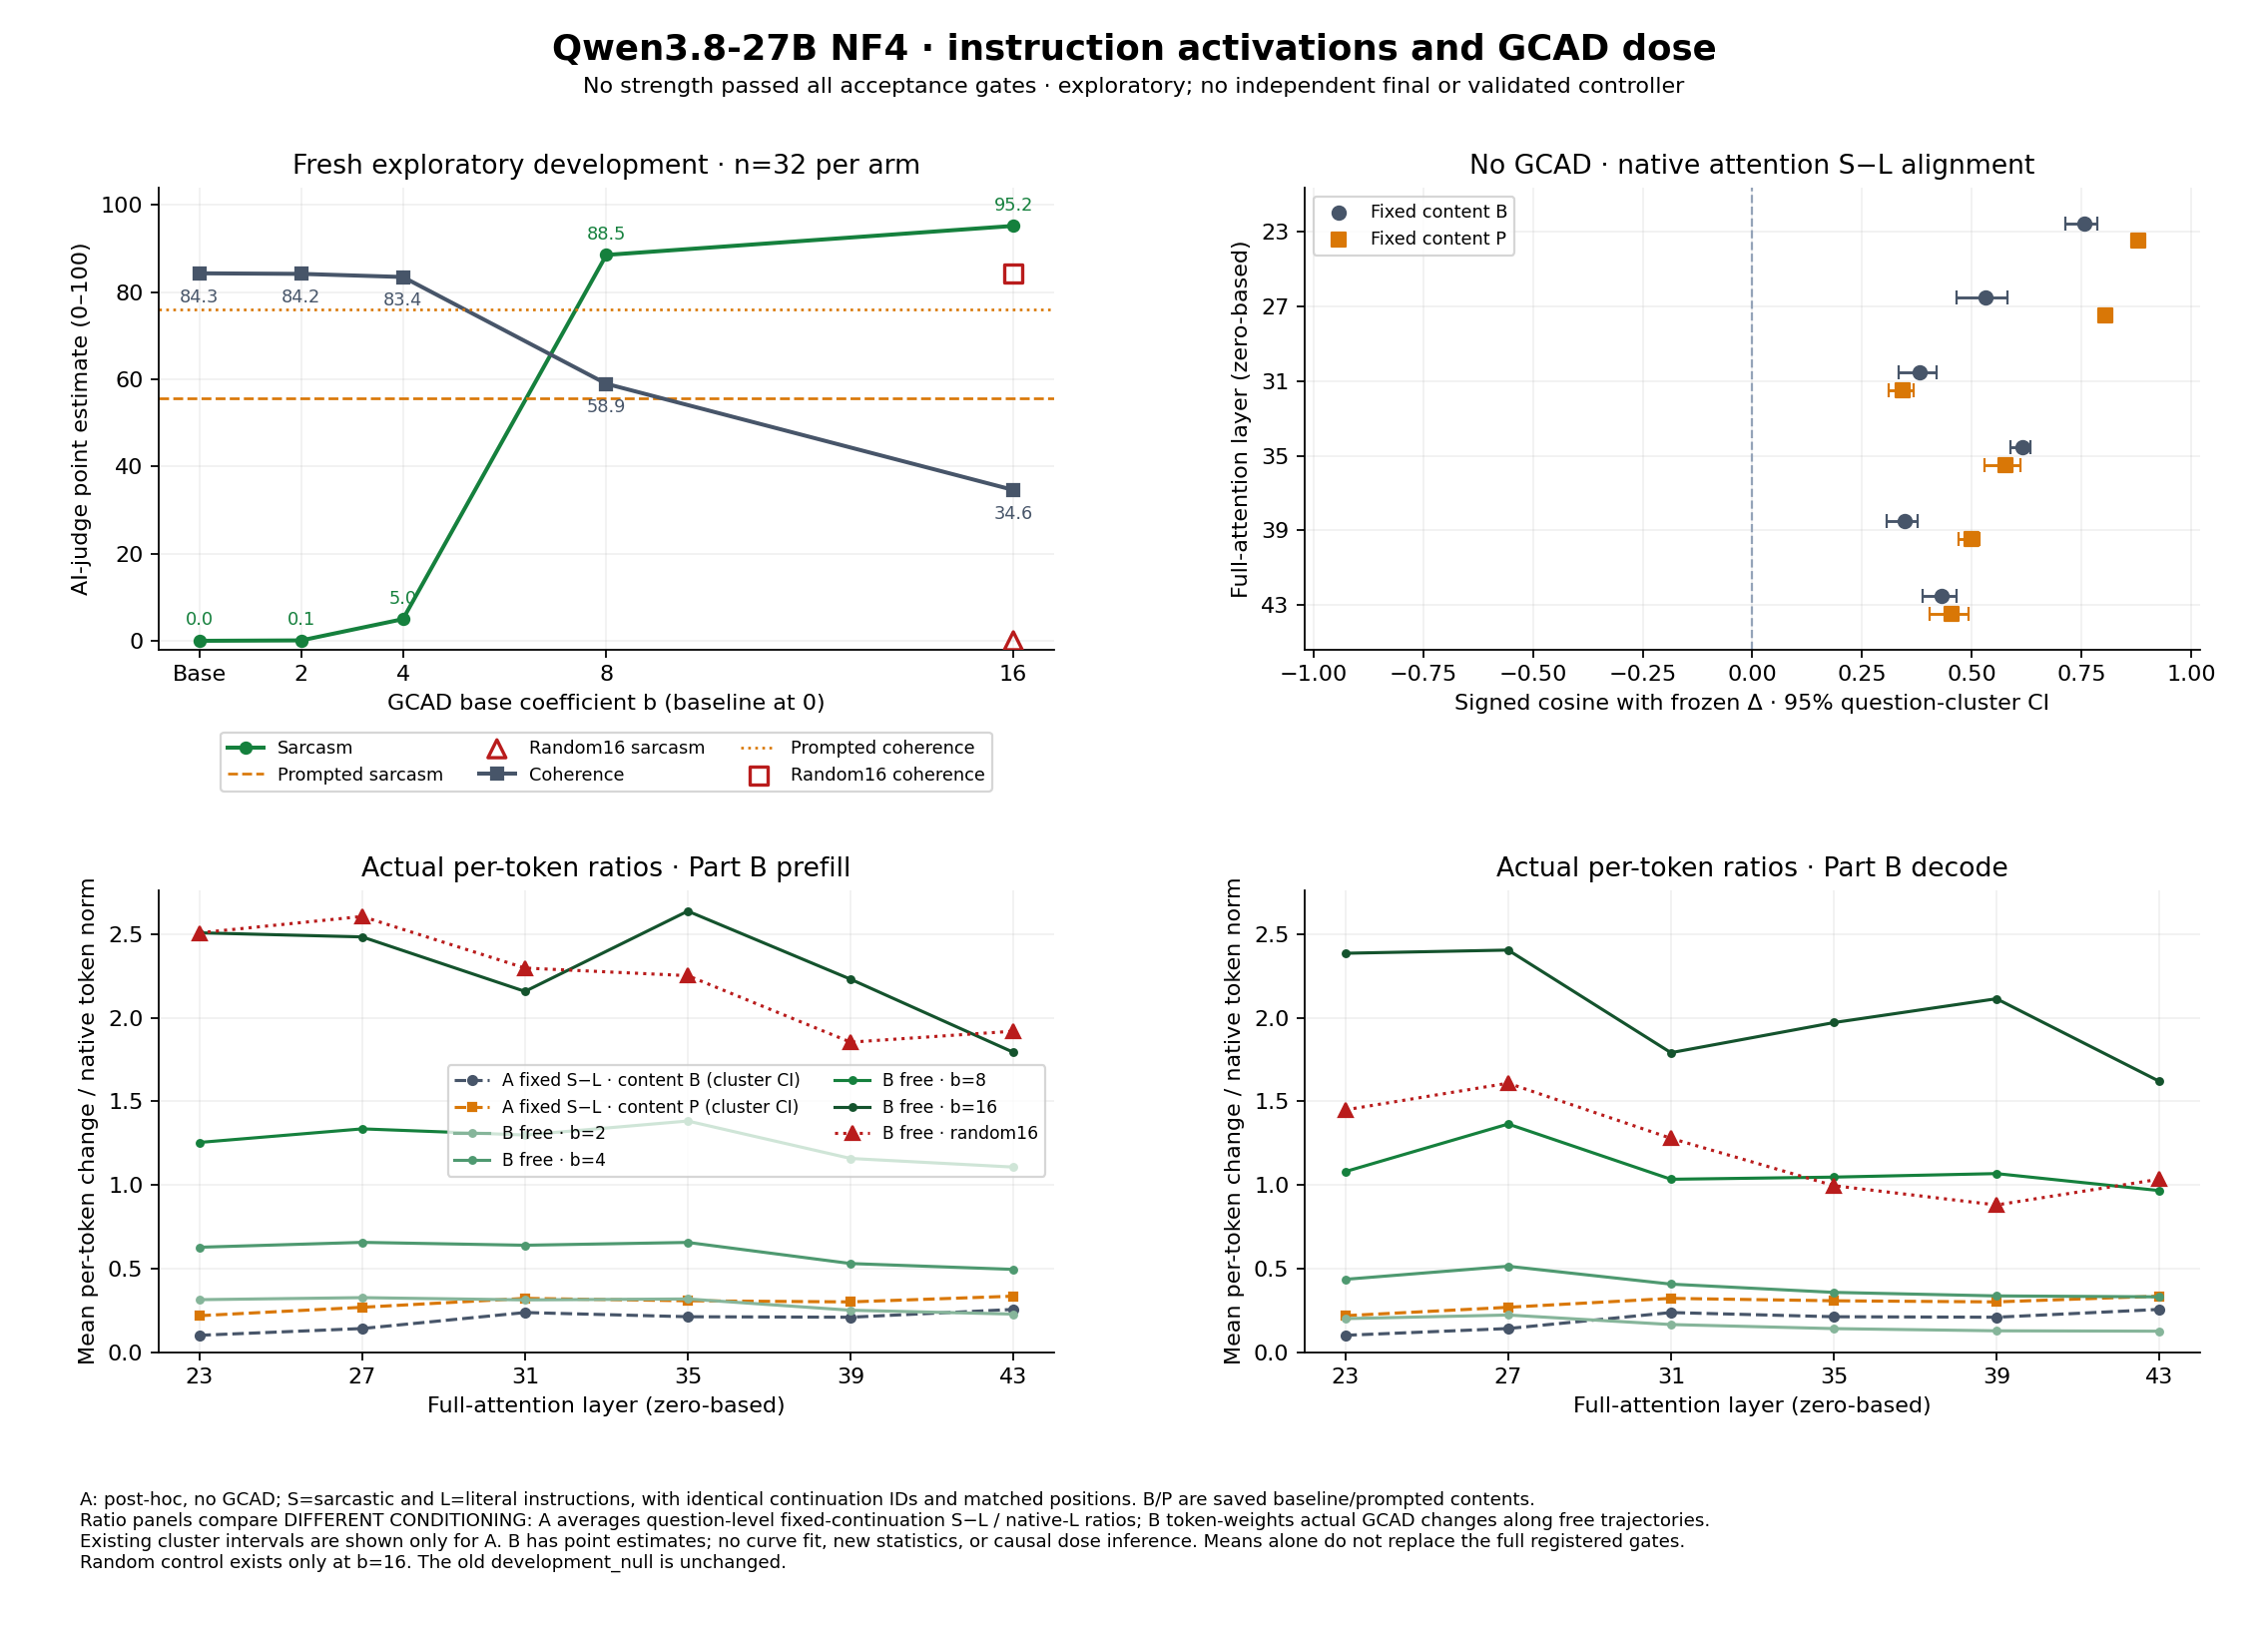 Qwen3.8-27B NF4 · instruction activations and GCAD dose
No strength passed all acceptance gates · exploratory; no independent final or validated controller
Fresh exploratory development · n=32 per arm
AI-judge point estimate (0–100)
100
80
60
40
20
0
95.2
88.5
84.3
84.2
83.4
58.9
34.6
0.0
0.1
5.0
Base
2
4
8
16
GCAD base coefficient b (baseline at 0)
Sarcasm
Prompted sarcasm
Random16 sarcasm
Coherence
Prompted coherence
Random16 coherence
No GCAD · native attention S−L alignment
Fixed content B
Fixed content P
Full-attention layer (zero-based)
23
27
31
35
39
43
−1.00
−0.75
−0.50
−0.25
0.00
0.25
0.50
0.75
1.00
Signed cosine with frozen Δ · 95% question-cluster CI
Actual per-token ratios · Part B prefill
Mean per-token change / native token norm
2.5
2.0
1.5
1.0
0.5
0.0
A fixed S−L · content B (cluster CI)
A fixed S−L · content P (cluster CI)
B free · b=2
B free · b=4
B free · b=8
B free · b=16
B free · random16
23
27
31
35
39
43
Full-attention layer (zero-based)
Actual per-token ratios · Part B decode
Mean per-token change / native token norm
2.5
2.0
1.5
1.0
0.5
0.0
23
27
31
35
39
43
Full-attention layer (zero-based)
A: post-hoc, no GCAD; S=sarcastic and L=literal instructions, with identical continuation IDs and matched positions. B/P are saved baseline/prompted contents.
Ratio panels compare DIFFERENT CONDITIONING: A averages question-level fixed-continuation S−L / native-L ratios; B token-weights actual GCAD changes along free trajectories.
Existing cluster intervals are shown only for A. B has point estimates; no curve fit, new statistics, or causal dose inference. Means alone do not replace the full registered gates.
Random control exists only at b=16. The old development_null is unchanged.